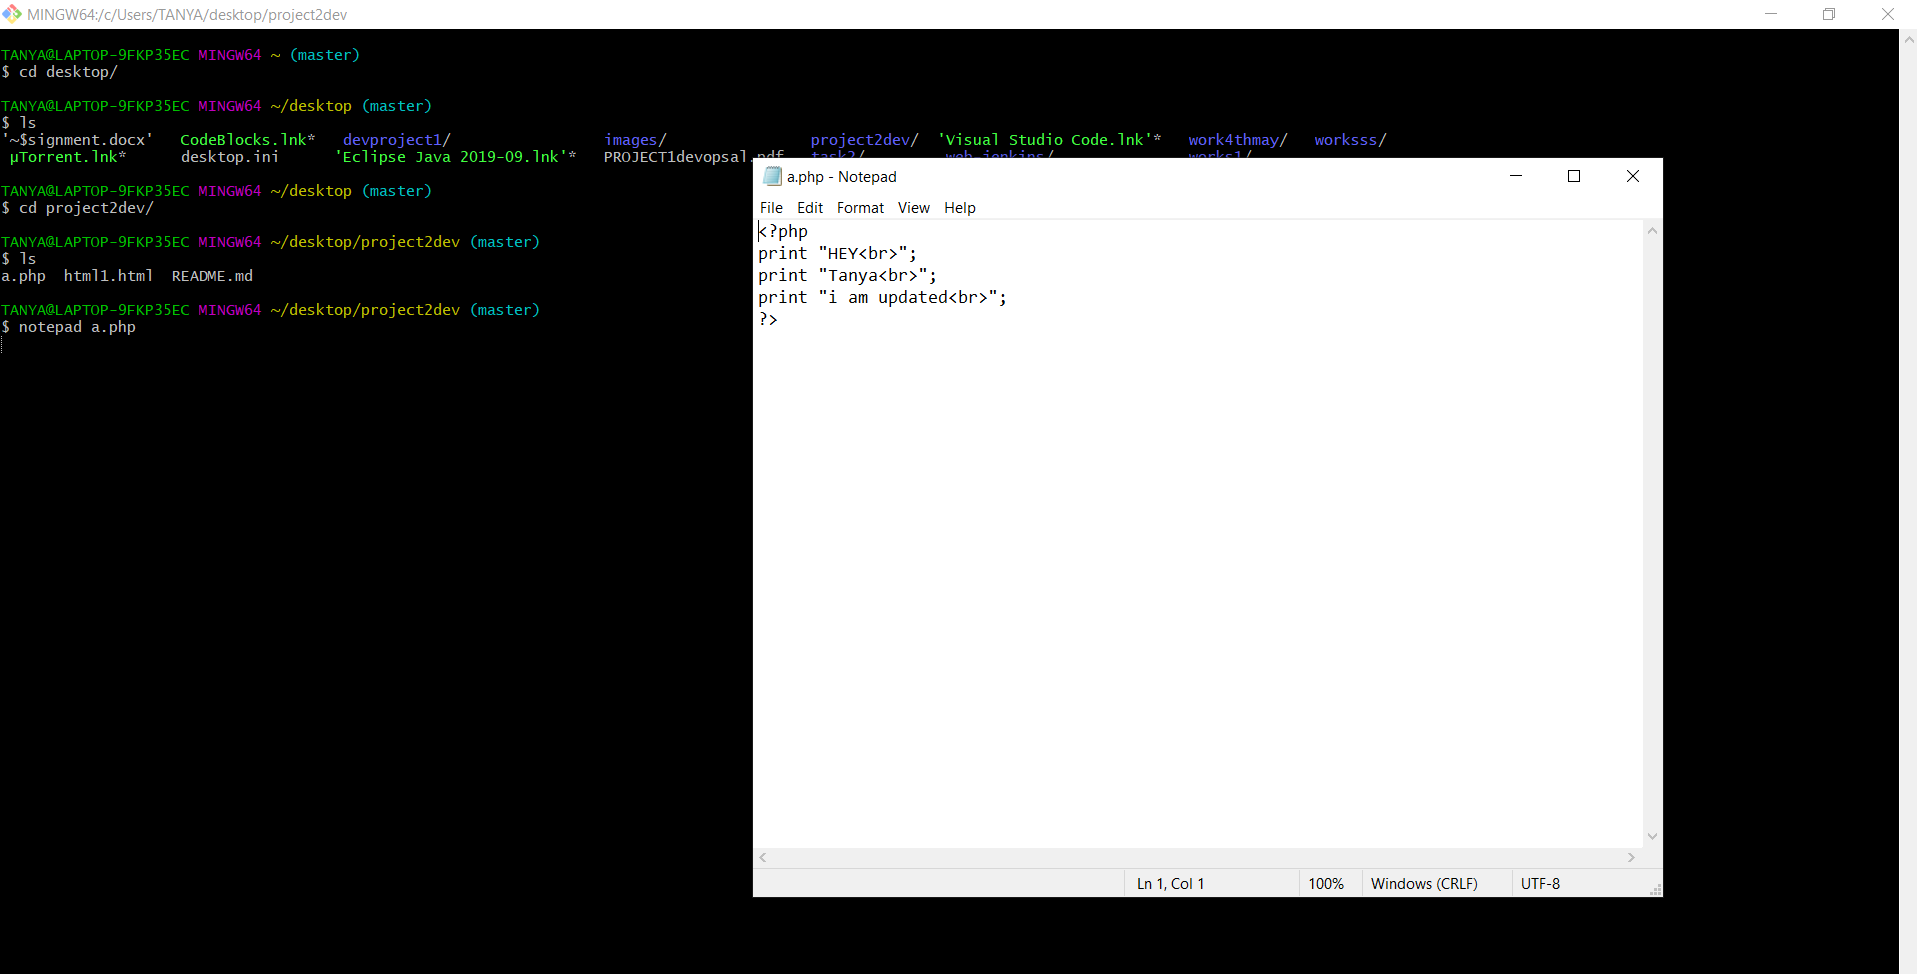 MINGW64:/c/Users/TANYA/desktop/project2dev
TANYA@LAPTOP-9FKP35EC MINGW64 ~ (master)
$ cd desktop/
TANYA@LAPTOP-9FKP35EC MINGW64 ~/desktop (master)
$ ls
'~$signment.docx' CodeBlocks.lnk* devproject1/ images/ project2dev/ 'Visual Studio Code.lnk'* work4thmay/ worksss/
µTorrent.lnk* desktop.ini 'Eclipse Java 2019-09.lnk'* PROJECT1devopsal.pdf task2/ web-jenkins/ works1/
TANYA@LAPTOP-9FKP35EC MINGW64 ~/desktop (master)
$ cd project2dev/
TANYA@LAPTOP-9FKP35EC MINGW64 ~/desktop/project2dev (master)
$ ls
a.php html1.html README.md
TANYA@LAPTOP-9FKP35EC MINGW64 ~/desktop/project2dev (master)
$ notepad a.php
a.php - Notepad
File Edit Format View Help
<?php
print "HEY<br>";
print "Tanya<br>";
print "i am updated<br>";
?>
Ln 1, Col 1 100% Windows (CRLF) UTF-8